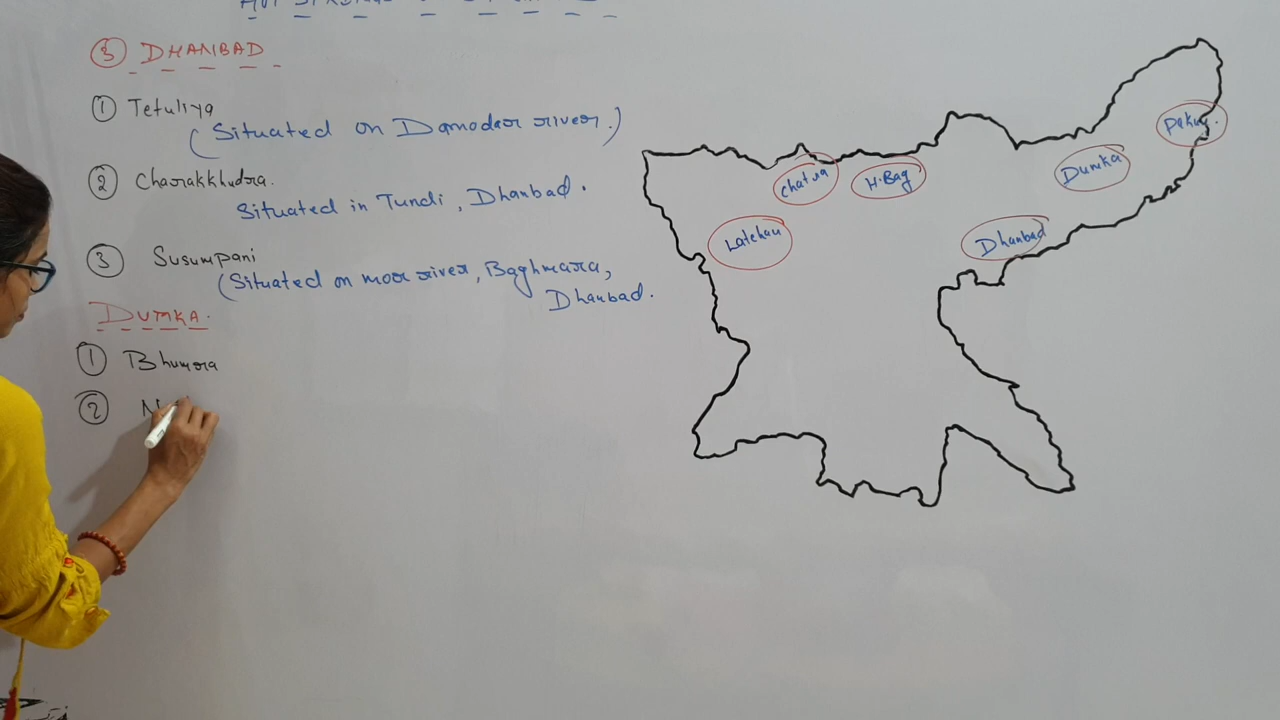 ③ DHANBAD
① Tetuliya
(Situated on Damodar river.)
② Charakkhudra.
Situated in Tundi, Dhanbad.
③ Susumpani
(Situated on moor river, Baghmara,
Dhanbad.
DUMKA.
① Bhumora
②
Pakur.
Dumka
Chatra
H.Bag
Latehar
Dhanbad